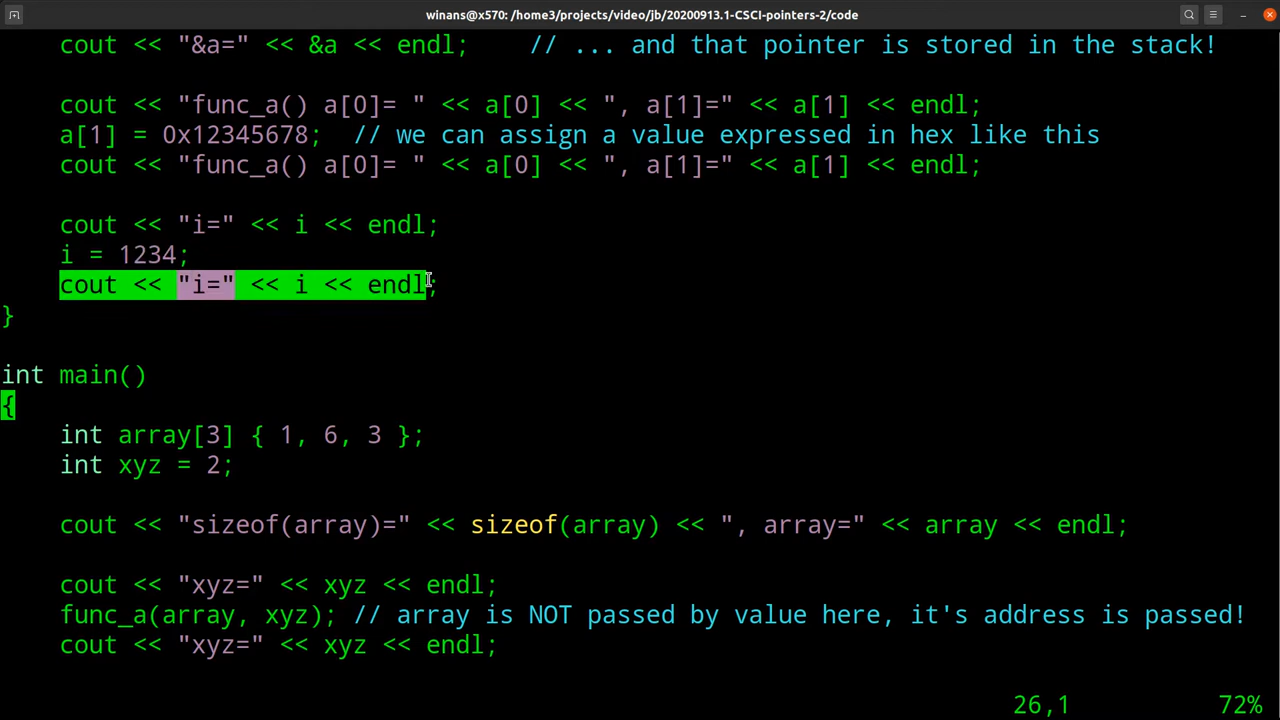 winans@x570: /home3/projects/video/jb/20200913.1-CSCI-pointers-2/code
cout << "&a=" << &a << endl;    // ... and that pointer is stored in the stack!
cout << "func_a() a[0]= " << a[0] << ", a[1]=" << a[1] << endl;
a[1] = 0x12345678;  // we can assign a value expressed in hex like this
cout << "func_a() a[0]= " << a[0] << ", a[1]=" << a[1] << endl;
cout << "i=" << i << endl;
i = 1234;
cout << "i=" << i << endl;
}
int main()
{
int array[3] { 1, 6, 3 };
int xyz = 2;
cout << "sizeof(array)=" << sizeof(array) << ", array=" << array << endl;
cout << "xyz=" << xyz << endl;
func_a(array, xyz); // array is NOT passed by value here, it's address is passed!
cout << "xyz=" << xyz << endl;
26,1 72%